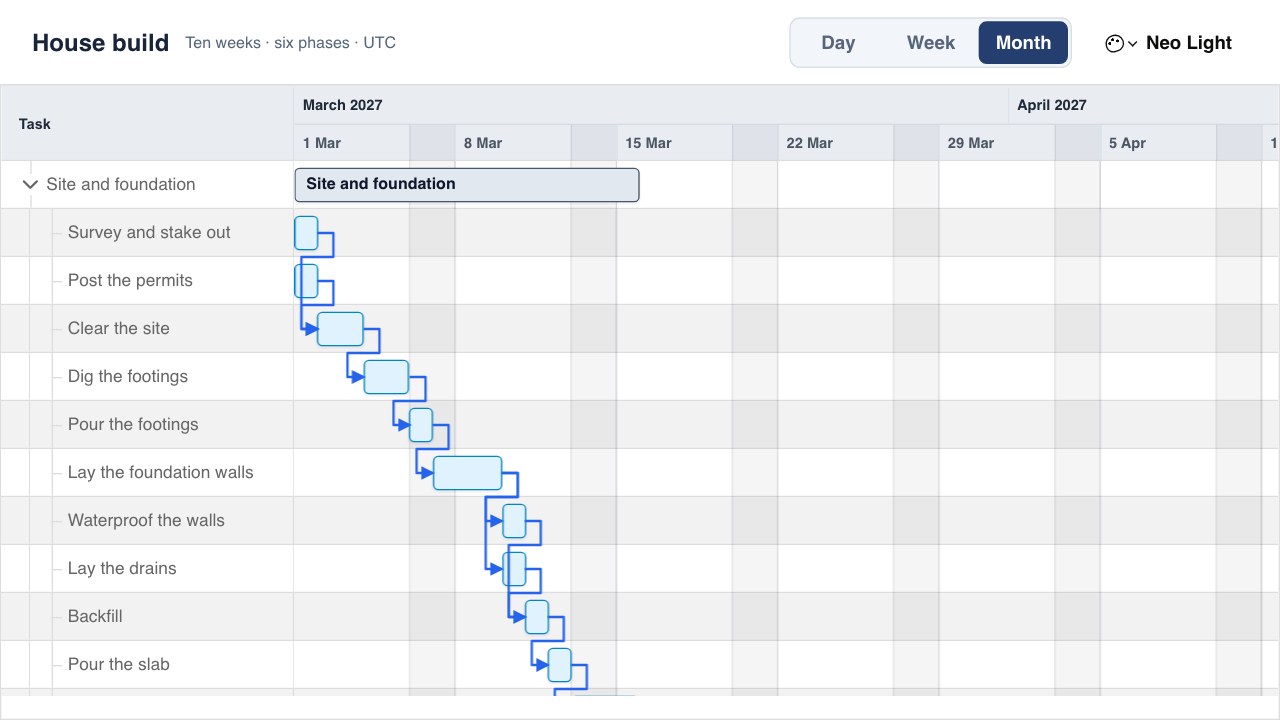 House build
Ten weeks · six phases · UTC
Day
Week
Month
Neo Light
Task
March 2027
April 2027
1 Mar
8 Mar
15 Mar
22 Mar
29 Mar
5 Apr
1
Site and foundation
Site and foundation
Survey and stake out
Post the permits
Clear the site
Dig the footings
Pour the footings
Lay the foundation walls
Waterproof the walls
Lay the drains
Backfill
Pour the slab